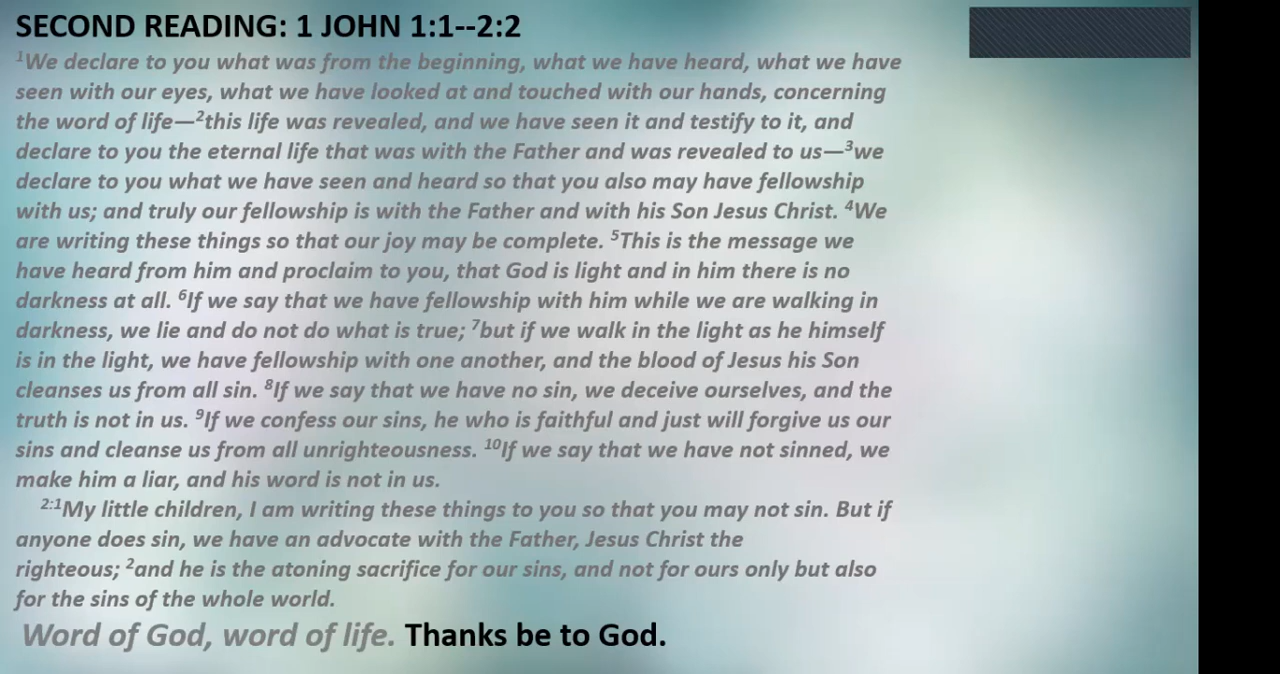 SECOND READING: 1 JOHN 1:1--2:2
¹We declare to you what was from the beginning, what we have heard, what we have
seen with our eyes, what we have looked at and touched with our hands, concerning
the word of life—²this life was revealed, and we have seen it and testify to it, and
declare to you the eternal life that was with the Father and was revealed to us—³we
declare to you what we have seen and heard so that you also may have fellowship
with us; and truly our fellowship is with the Father and with his Son Jesus Christ. ⁴We
are writing these things so that our joy may be complete. ⁵This is the message we
have heard from him and proclaim to you, that God is light and in him there is no
darkness at all. ⁶If we say that we have fellowship with him while we are walking in
darkness, we lie and do not do what is true; ⁷but if we walk in the light as he himself
is in the light, we have fellowship with one another, and the blood of Jesus his Son
cleanses us from all sin. ⁸If we say that we have no sin, we deceive ourselves, and the
truth is not in us. ⁹If we confess our sins, he who is faithful and just will forgive us our
sins and cleanse us from all unrighteousness. ¹⁰If we say that we have not sinned, we
make him a liar, and his word is not in us.
²:¹My little children, I am writing these things to you so that you may not sin. But if
anyone does sin, we have an advocate with the Father, Jesus Christ the
righteous; ²and he is the atoning sacrifice for our sins, and not for ours only but also
for the sins of the whole world.
Word of God, word of life. Thanks be to God.